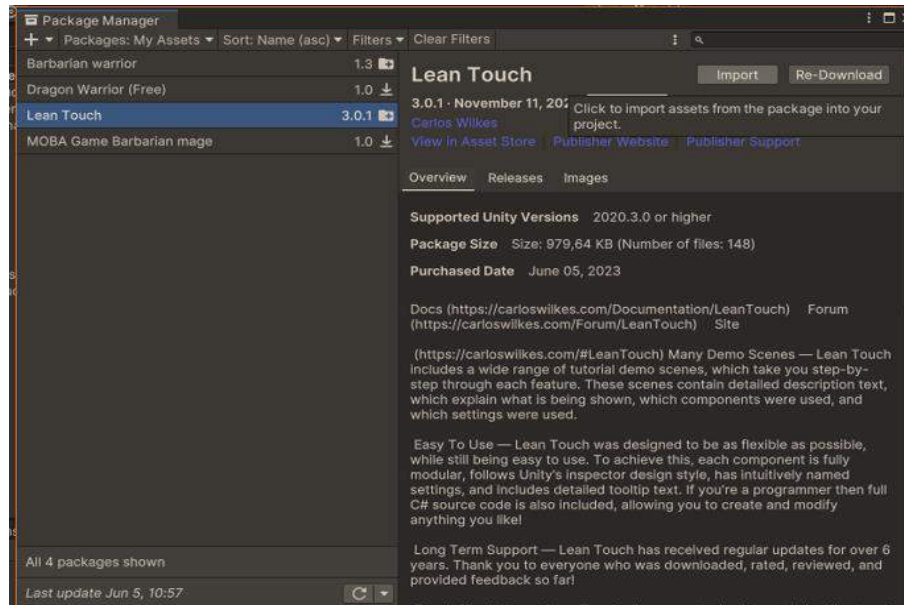 Package Manager
+ Packages: My Assets Sort: Name (asc) Filters Clear Filters
Barbarian warrior 1.3
Dragon Warrior (Free) 1.0
Lean Touch 3.0.1
MOBA Game Barbarian mage 1.0
All 4 packages shown
Last update Jun 5, 10:57
Lean Touch Import Re-Download
3.0.1 · November 11, 202
Click to import assets from the package into your
project.
Carlos Wilkes
View in Asset Store Publisher Website Publisher Support
Overview Releases Images
Supported Unity Versions 2020.3.0 or higher
Package Size Size: 979,64 KB (Number of files: 148)
Purchased Date June 05, 2023
Docs (https://carloswilkes.com/Documentation/LeanTouch) Forum
(https://carloswilkes.com/Forum/LeanTouch) Site
(https://carloswilkes.com/#LeanTouch) Many Demo Scenes — Lean Touch
includes a wide range of tutorial demo scenes, which take you step-by-
step through each feature. These scenes contain detailed description text,
which explain what is being shown, which components were used, and
which settings were used.
Easy To Use — Lean Touch was designed to be as flexible as possible,
while still being easy to use. To achieve this, each component is fully
modular, follows Unity's inspector design style, has intuitively named
settings, and includes detailed tooltip text. If you're a programmer then full
C# source code is also included, allowing you to create and modify
anything you like!
Long Term Support — Lean Touch has received regular updates for over 6
years. Thank you to everyone who was downloaded, rated, reviewed, and
provided feedback so far!